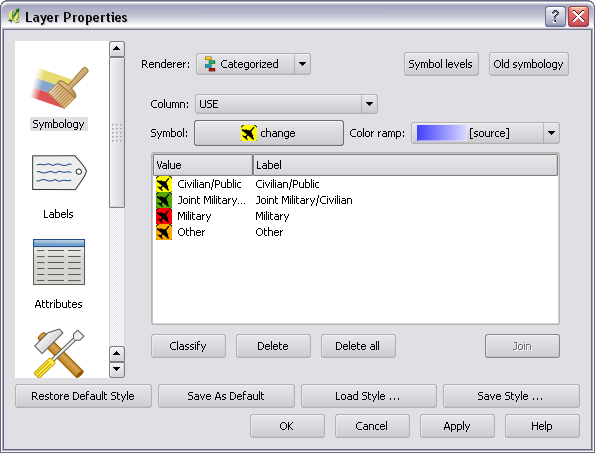 Layer Properties
Renderer: Categorized Symbol levels Old symbology
Column: USE
Symbol: change Color ramp: [source]
Symbology
Labels
Attributes
Value Label
Civilian/Public Civilian/Public
Joint Military... Joint Military/Civilian
Military Military
Other Other
Classify Delete Delete all Join
Restore Default Style Save As Default Load Style ... Save Style ...
OK Cancel Apply Help